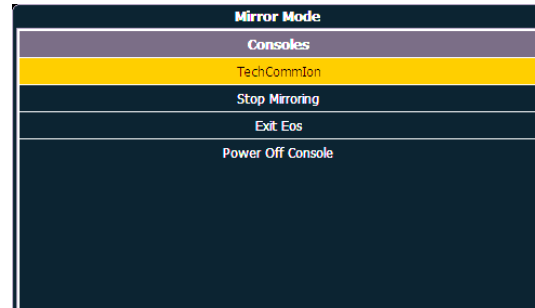 Mirror Mode
Consoles
TechCommIon
Stop Mirroring
Exit Eos
Power Off Console